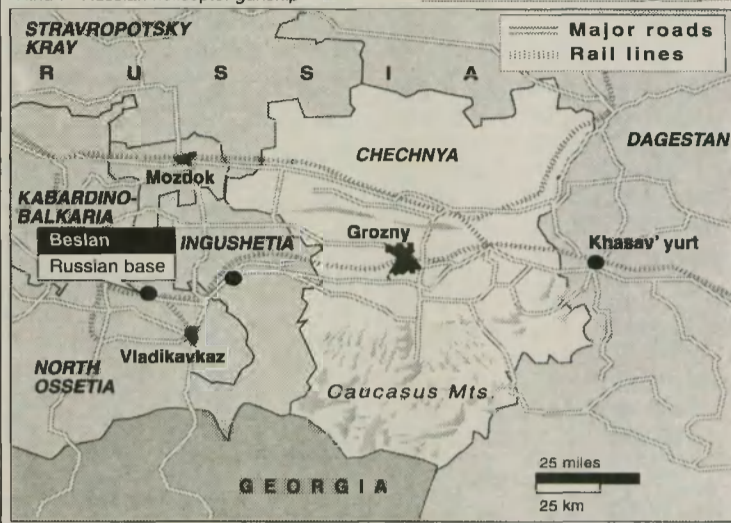 STRAVROPOTSKY
KRAY
RUSSIA
Major roads
Rail lines
DAGESTAN
CHECHNYA
Mozdok
KABARDINO-
BALKARIA
Beslan
Russian base
INGUSHETIA
Grozny
Khasav' yurt
Vladikavkaz
NORTH
OSSETIA
Caucasus Mts.
GEORGIA
25 miles
25 km